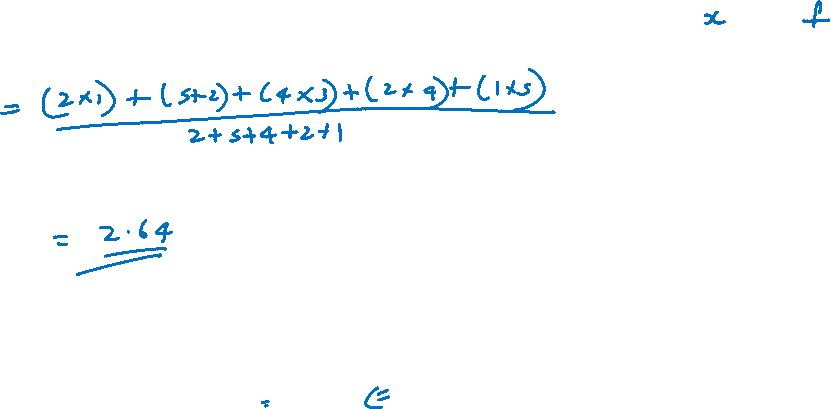 x f
= (2×1) + (5+2) + (4×3) + (2×4) + (1×5)
2+5+4+2+1
= 2.64
= (=